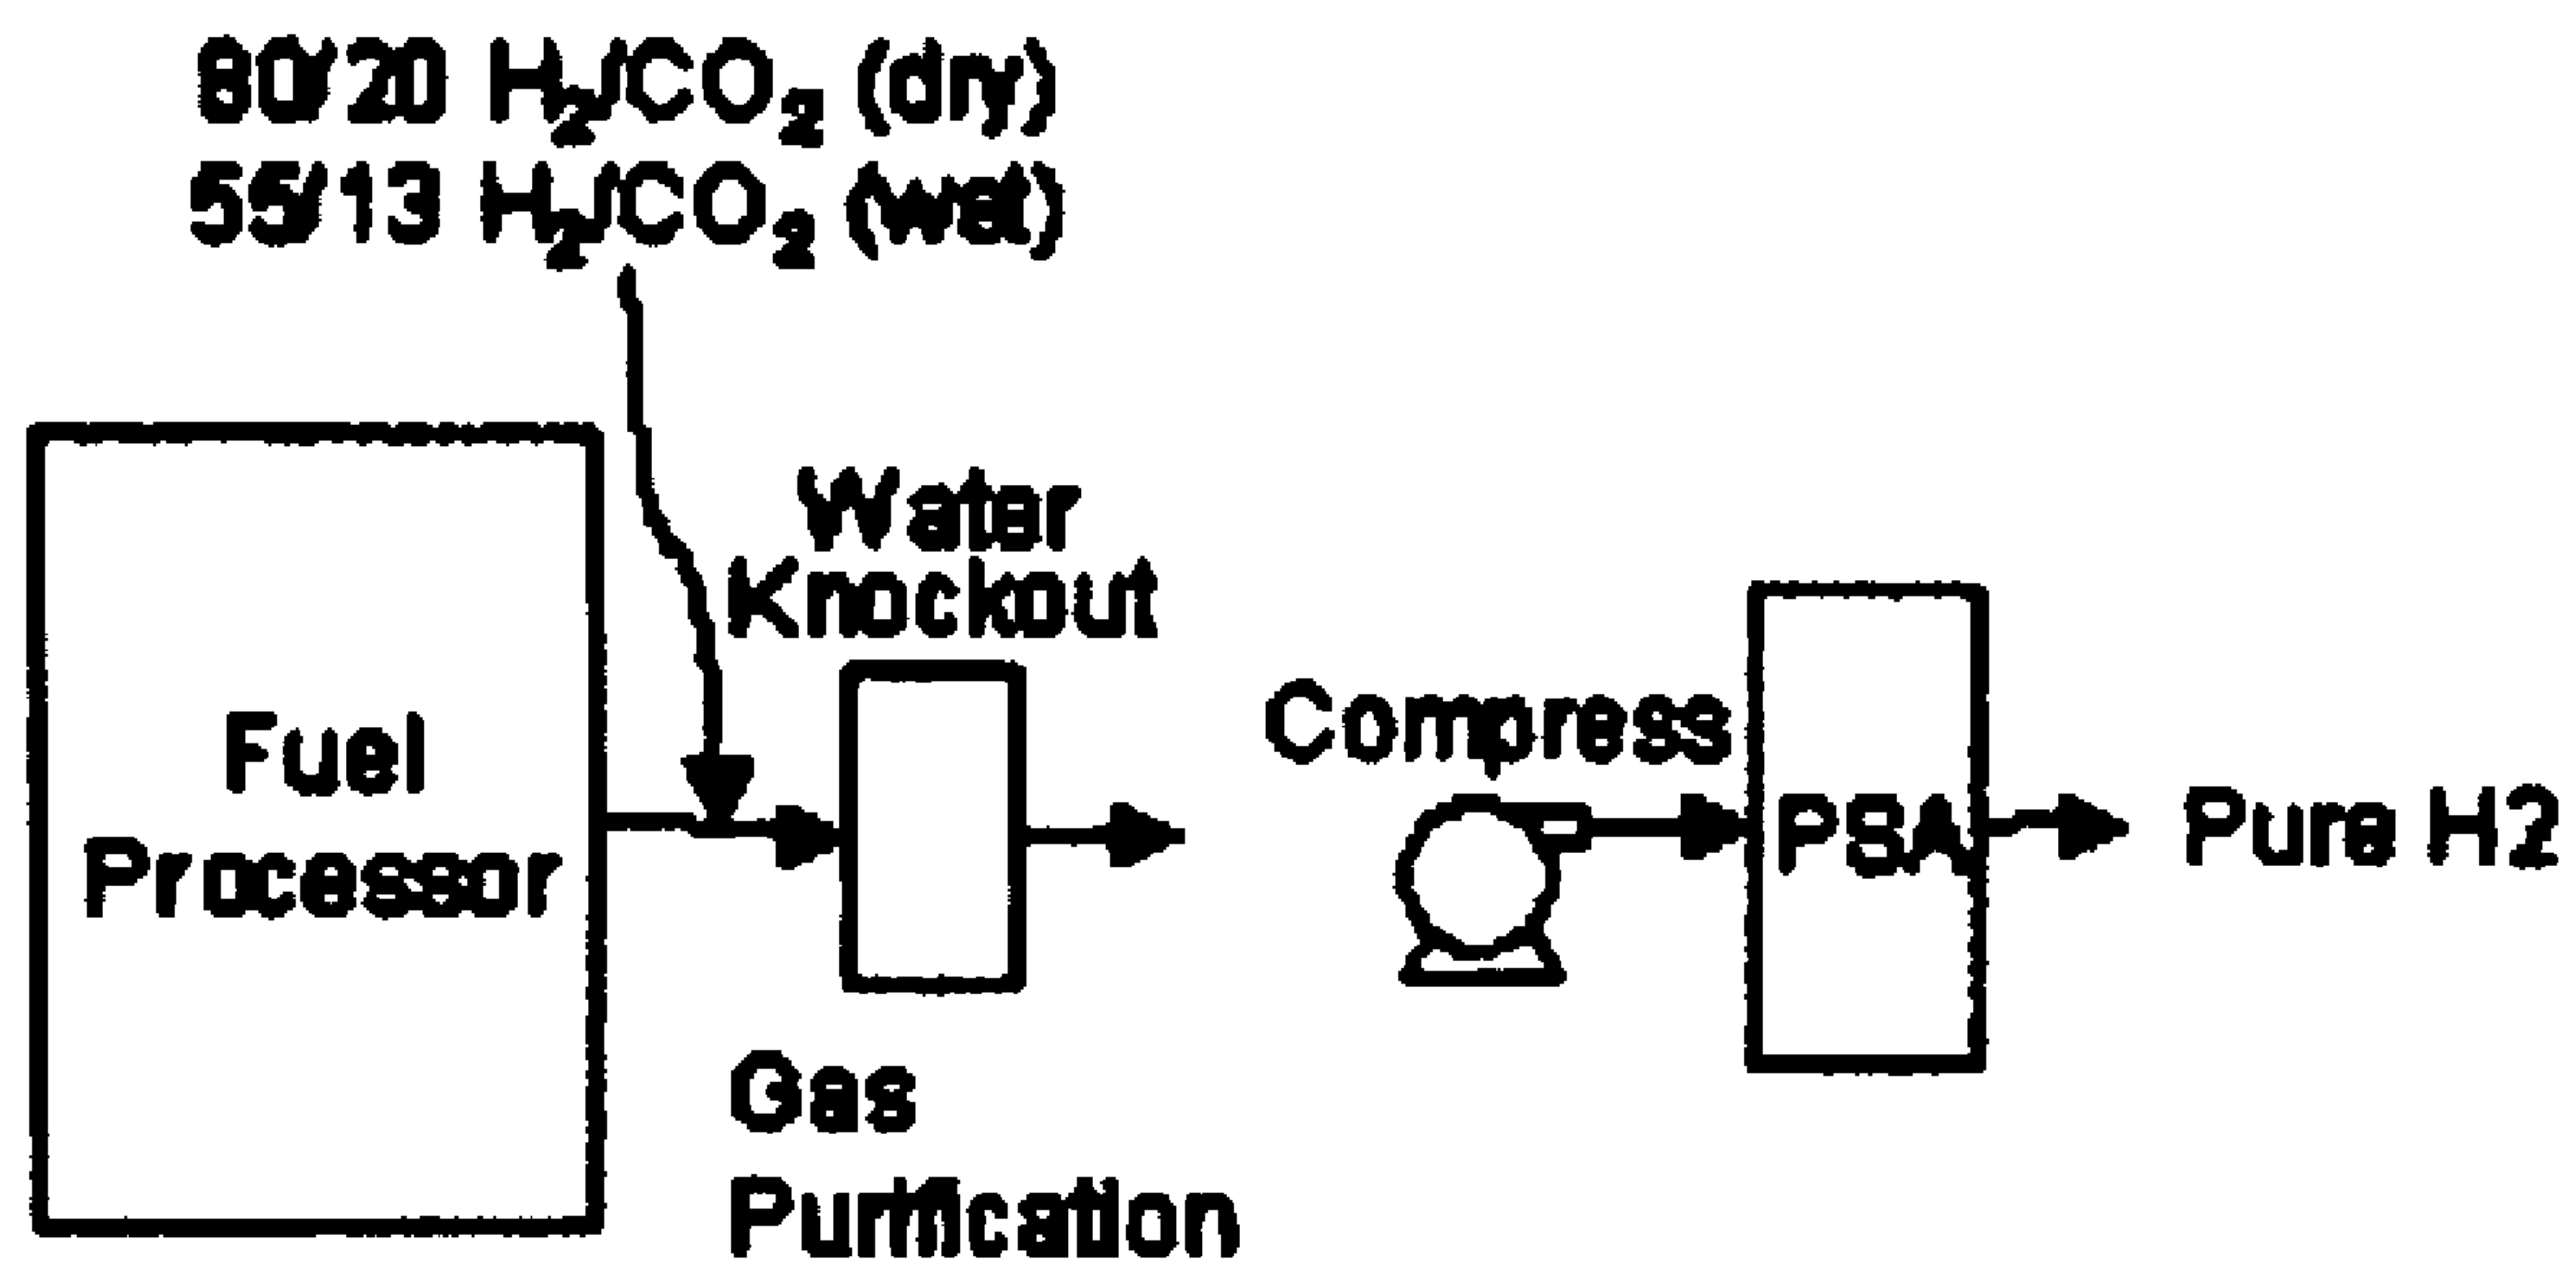 80/20 H₂/CO₂ (dry)
55/13 H₂/CO₂ (wet)
Water
Knockout
Fuel
Processor
Compress
PSA
Pure H2
Gas
Purification